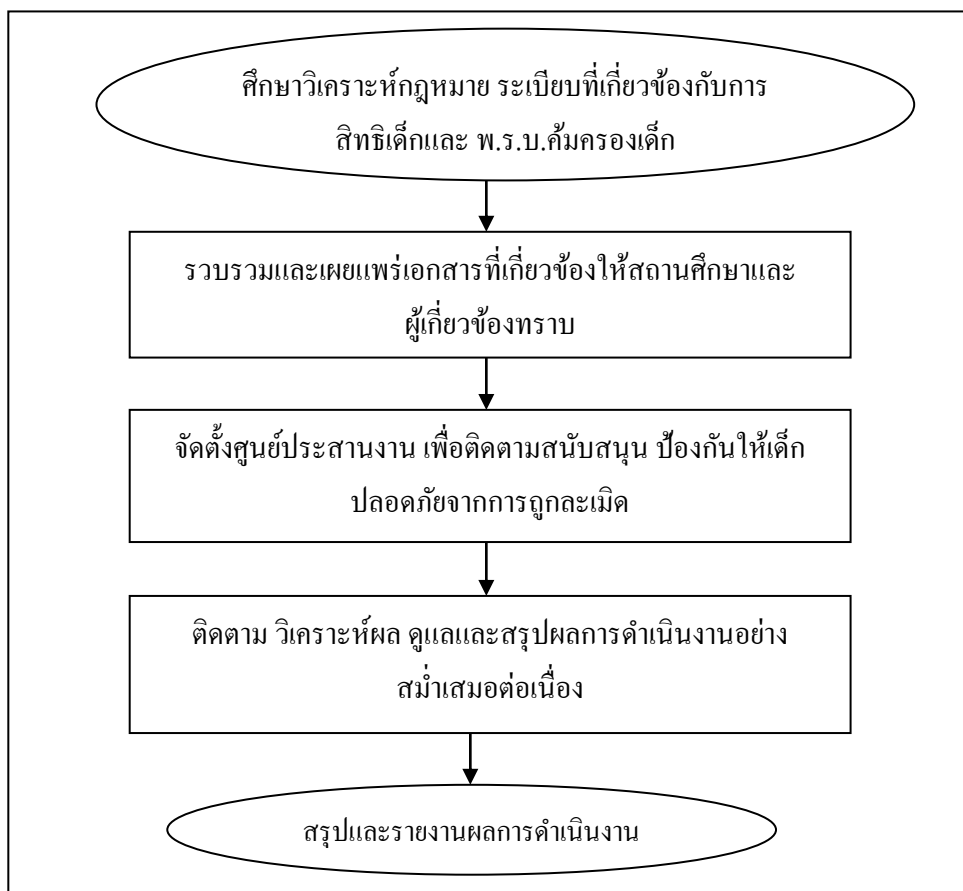 ศึกษาวิเคราะห์กฎหมาย ระเบียบที่เกี่ยวข้องกับการ
สิทธิเด็กและ พ.ร.บ.คุ้มครองเด็ก
รวบรวมและเผยแพร่เอกสารที่เกี่ยวข้องให้สถานศึกษาและ
ผู้เกี่ยวข้องทราบ
จัดตั้งศูนย์ประสานงาน เพื่อติดตามสนับสนุน ป้องกันให้เด็ก
ปลอดภัยจากการถูกละเมิด
ติดตาม วิเคราะห์ผล ดูแลและสรุปผลการดำเนินงานอย่าง
สม่ำเสมอต่อเนื่อง
สรุปและรายงานผลการดำเนินงาน